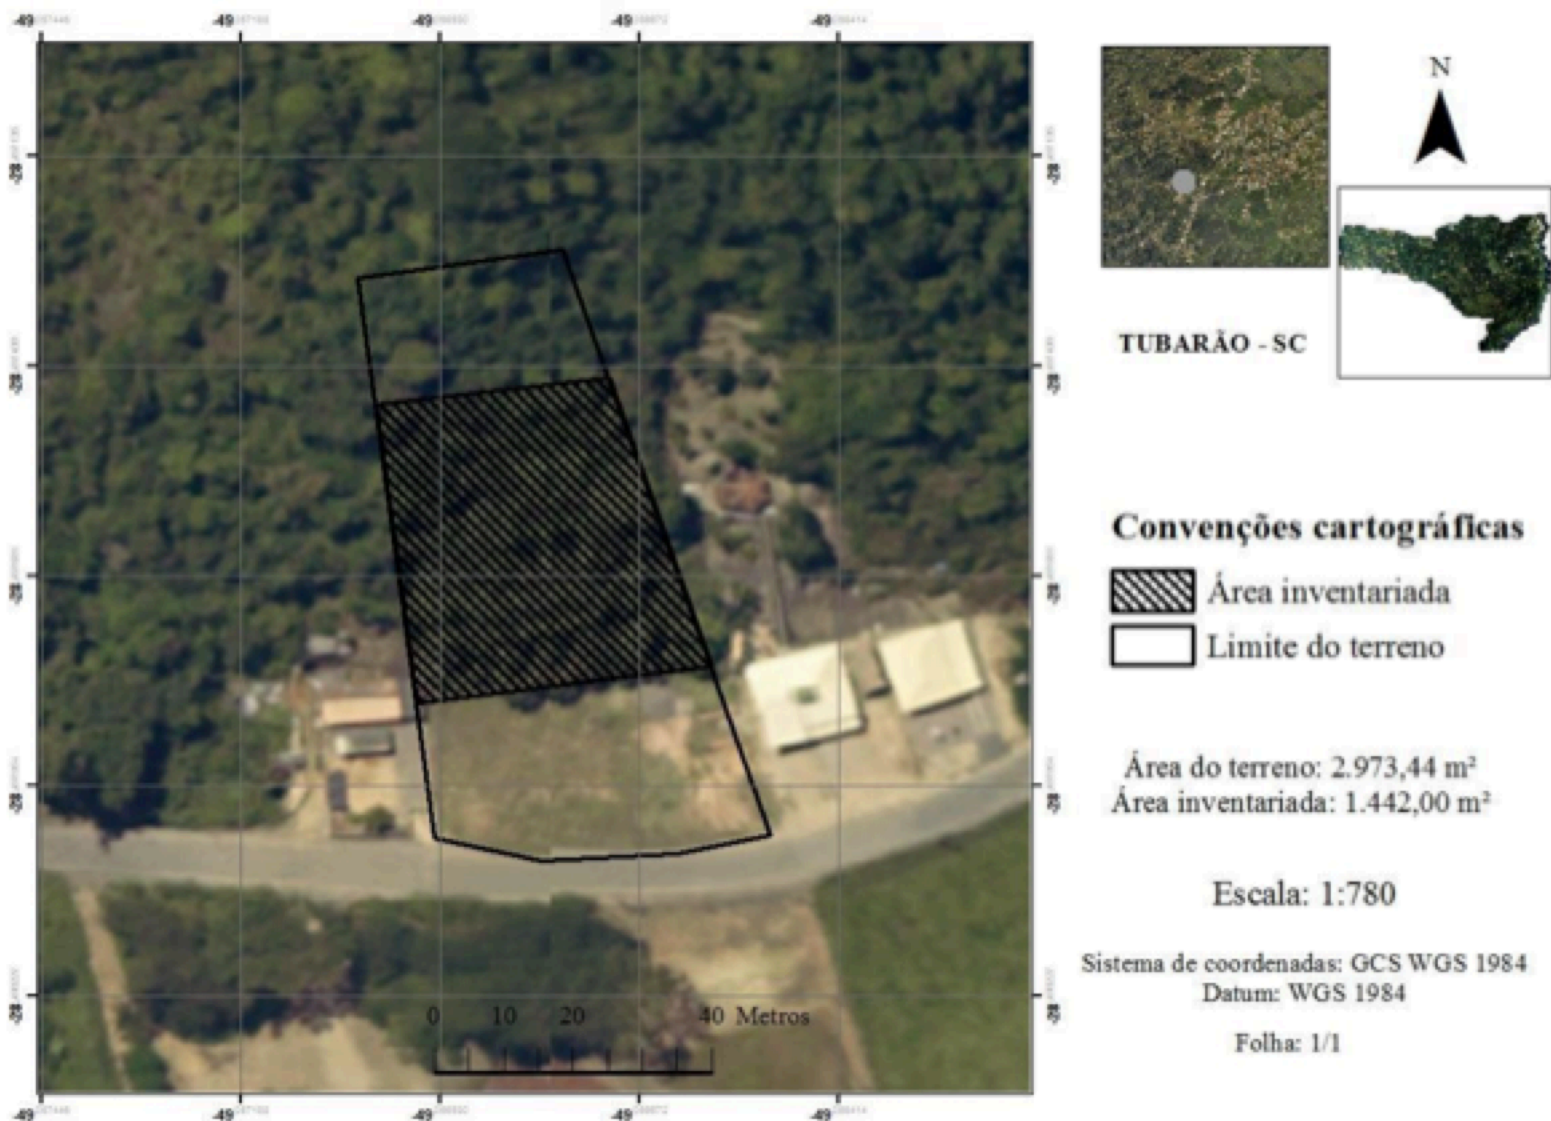 N
TUBARÃO - SC
Convenções cartográficas
Área inventariada
Limite do terreno
Área do terreno: 2.973,44 m²
Área inventariada: 1.442,00 m²
Escala: 1:780
Sistema de coordenadas: GCS WGS 1984
Datum: WGS 1984
Folha: 1/1
0 10 20 40 Metros